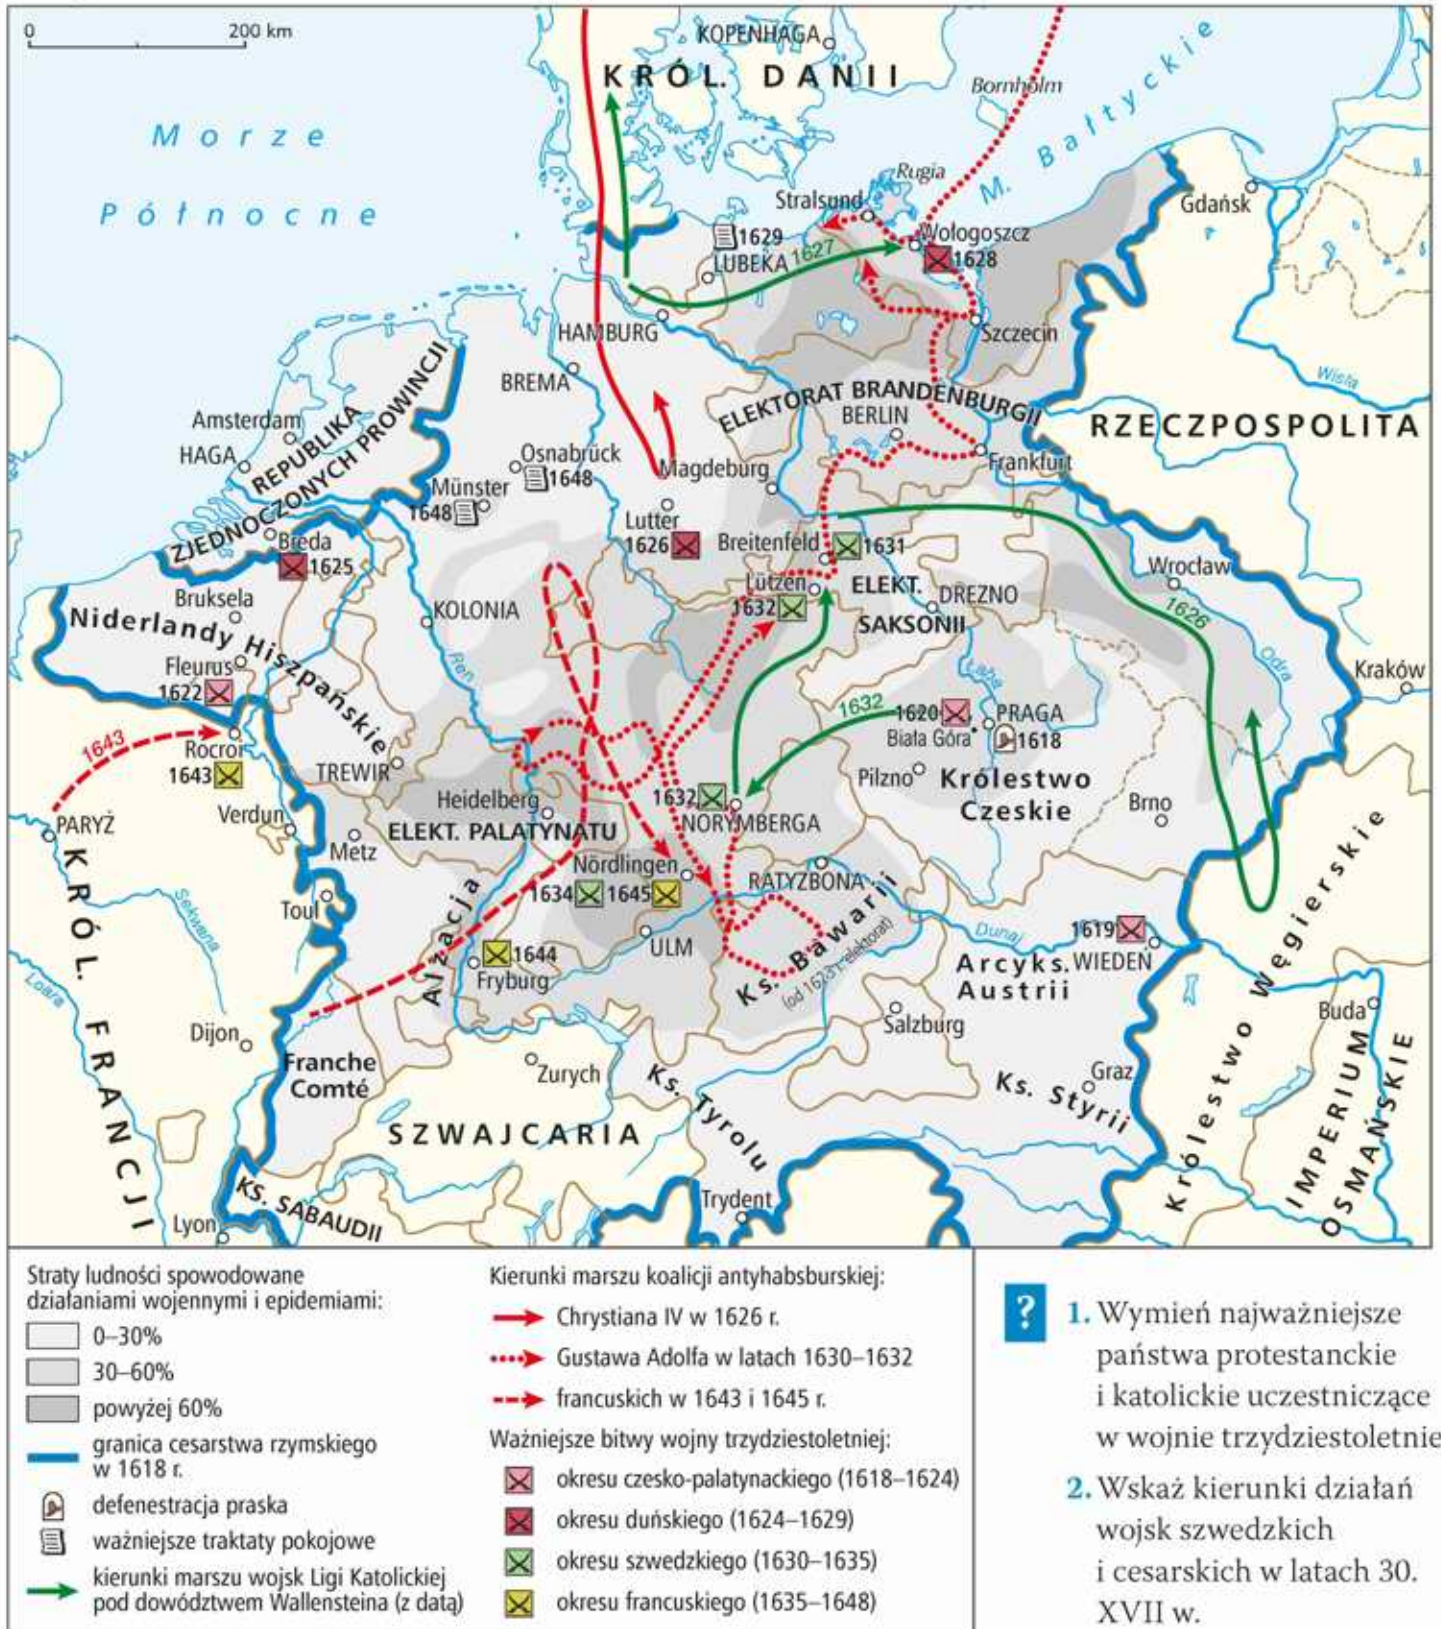 0
200 km
KOPENHAGA
KRÓL. DANII
Bornholm
Morze
Północne
M. Bałtyckie
Rugia
Stralsund
Gdańsk
1629
LUBEKA
1627
Wołogoszcz
1628
HAMBURG
Szczecin
BREMA
Wisła
ELEKTORAT BRANDENBURGII
BERLIN
RZECZPOSPOLITA
Amsterdam
HAGA
REPUBLIKA
ZJEDNOCZONYCH PROWINCJI
Osnabrück
1648
Magdeburg
Frankfurt
Münster
1648
Lutter
1626
Breda
1625
Breitenfeld
1631
Wrocław
Bruksela
KOLONIA
Lützen
1632
ELEKT.
SAKSONII
DREZNO
1626
Niderlandy Hiszpańskie
Ren
Odra
Kraków
Fleurus
1622
Łaba
1632
1620
PRAGA
Biała Góra
1618
1643
Rocroi
1643
TREWIR
Pilzno
Królestwo
Czeskie
Brno
Heidelberg
1632
NORYMBERGA
Verdun
PARYŻ
ELEKT. PALATYNATU
Metz
Nördlingen
1634
1645
RATYZBONA
Toul
Sekwana
KRÓL. FRANCJI
Alzacja
ULM
Ks. Bawarii
(od 1623 r. elektorat)
Dunaj
1619
WIEDEŃ
1644
Fryburg
Arcyks.
Austrii
Królestwo Węgierskie
Loara
Salzburg
Buda
Dijon
Franche
Comté
Zurych
Ks. Tyrolu
Ks. Styrii
Graz
IMPERIUM
OSMAŃSKIE
SZWAJCARIA
KS. SABAUDII
Trydent
Lyon
Straty ludności spowodowane
działaniami wojennymi i epidemiami:
0–30%
30–60%
powyżej 60%
granica cesarstwa rzymskiego
w 1618 r.
defenestracja praska
ważniejsze traktaty pokojowe
kierunki marszu wojsk Ligi Katolickiej
pod dowództwem Wallensteina (z datą)
Kierunki marszu koalicji antyhabsburskiej:
Chrystiana IV w 1626 r.
Gustawa Adolfa w latach 1630–1632
francuskich w 1643 i 1645 r.
Ważniejsze bitwy wojny trzydziestoletniej:
okresu czesko-palatynackiego (1618–1624)
okresu duńskiego (1624–1629)
okresu szwedzkiego (1630–1635)
okresu francuskiego (1635–1648)
?
1. Wymień najważniejsze
państwa protestanckie
i katolickie uczestniczące
w wojnie trzydziestoletnie
2. Wskaż kierunki działań
wojsk szwedzkich
i cesarskich w latach 30.
XVII w.